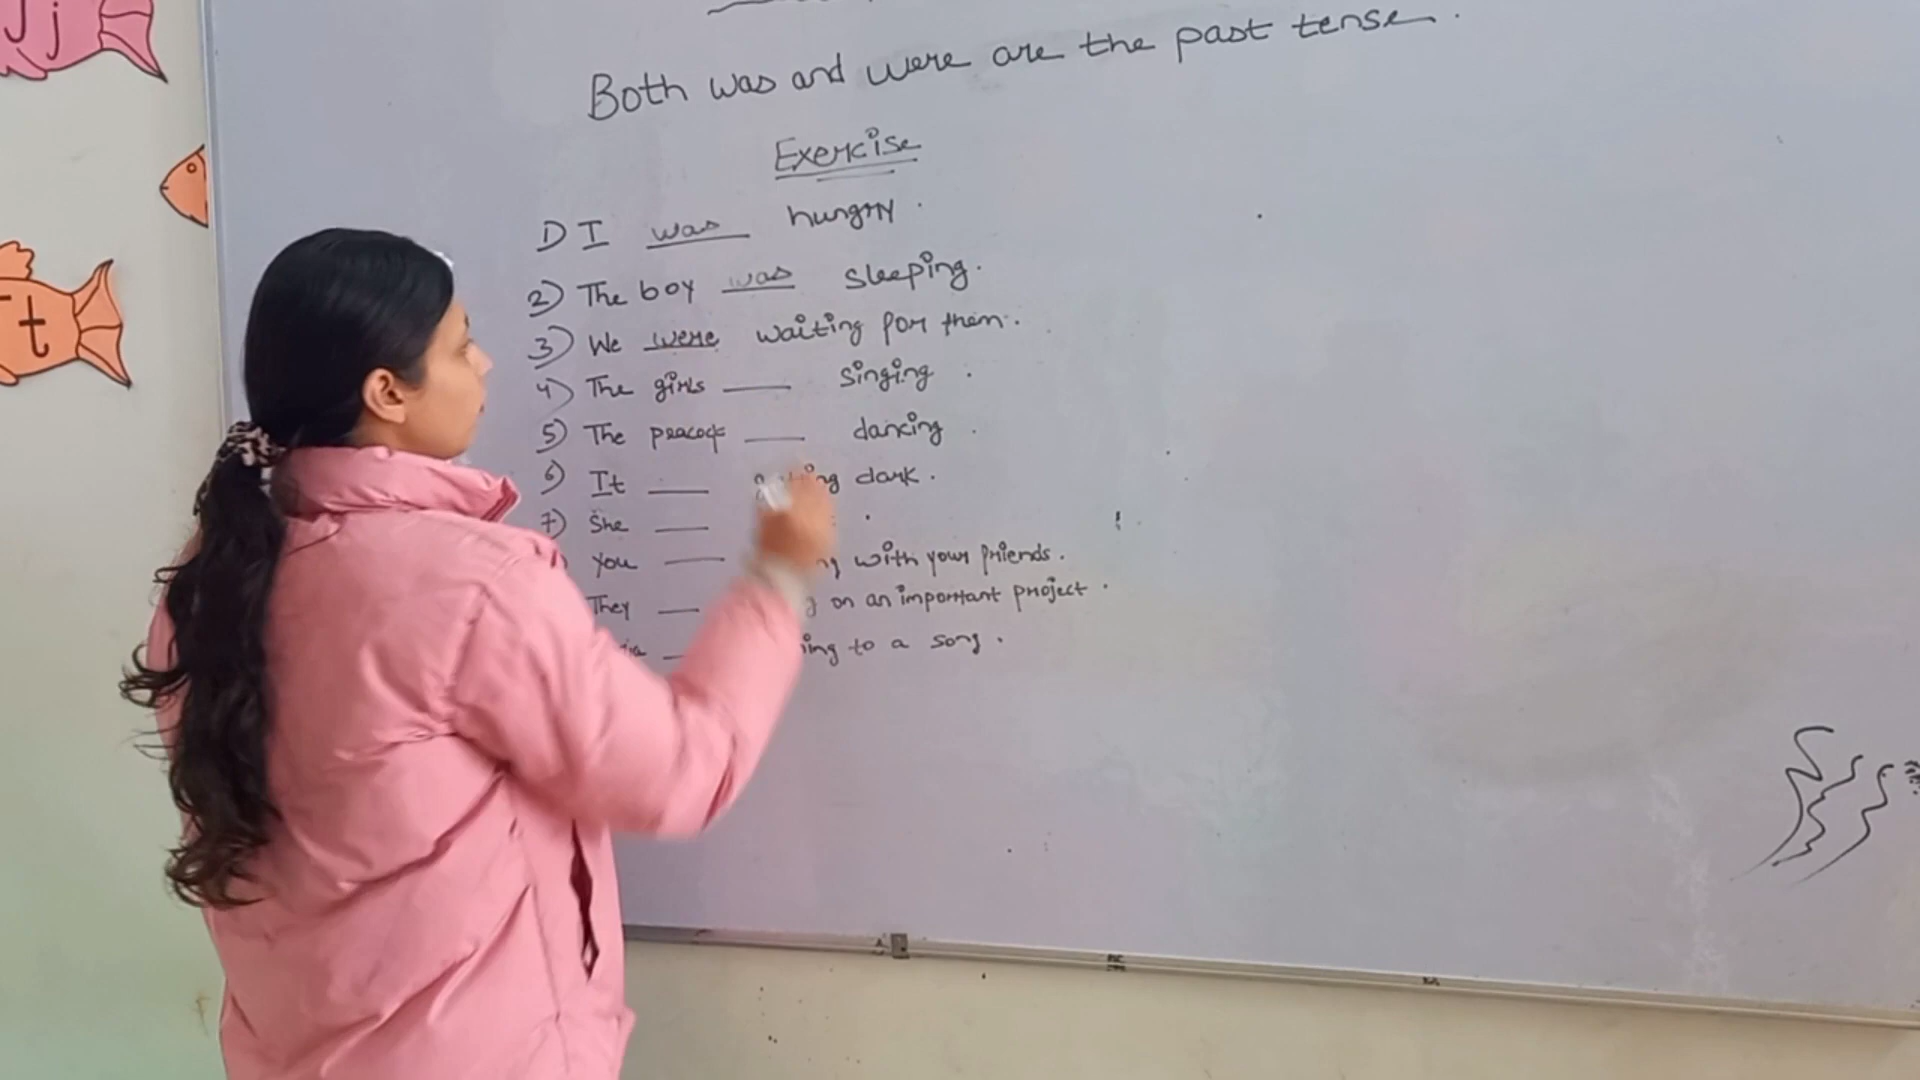 J j
t
Both was and were are the past tense.
Exercise
1) I was hungry.
2) The boy was sleeping.
3) We were waiting for them.
4) The girls ___ singing.
5) The peacock ___ dancing.
6) It ___ dark.
7) She ___ .
You ___ with your friends.
They ___ on an important project.
___ to a song.